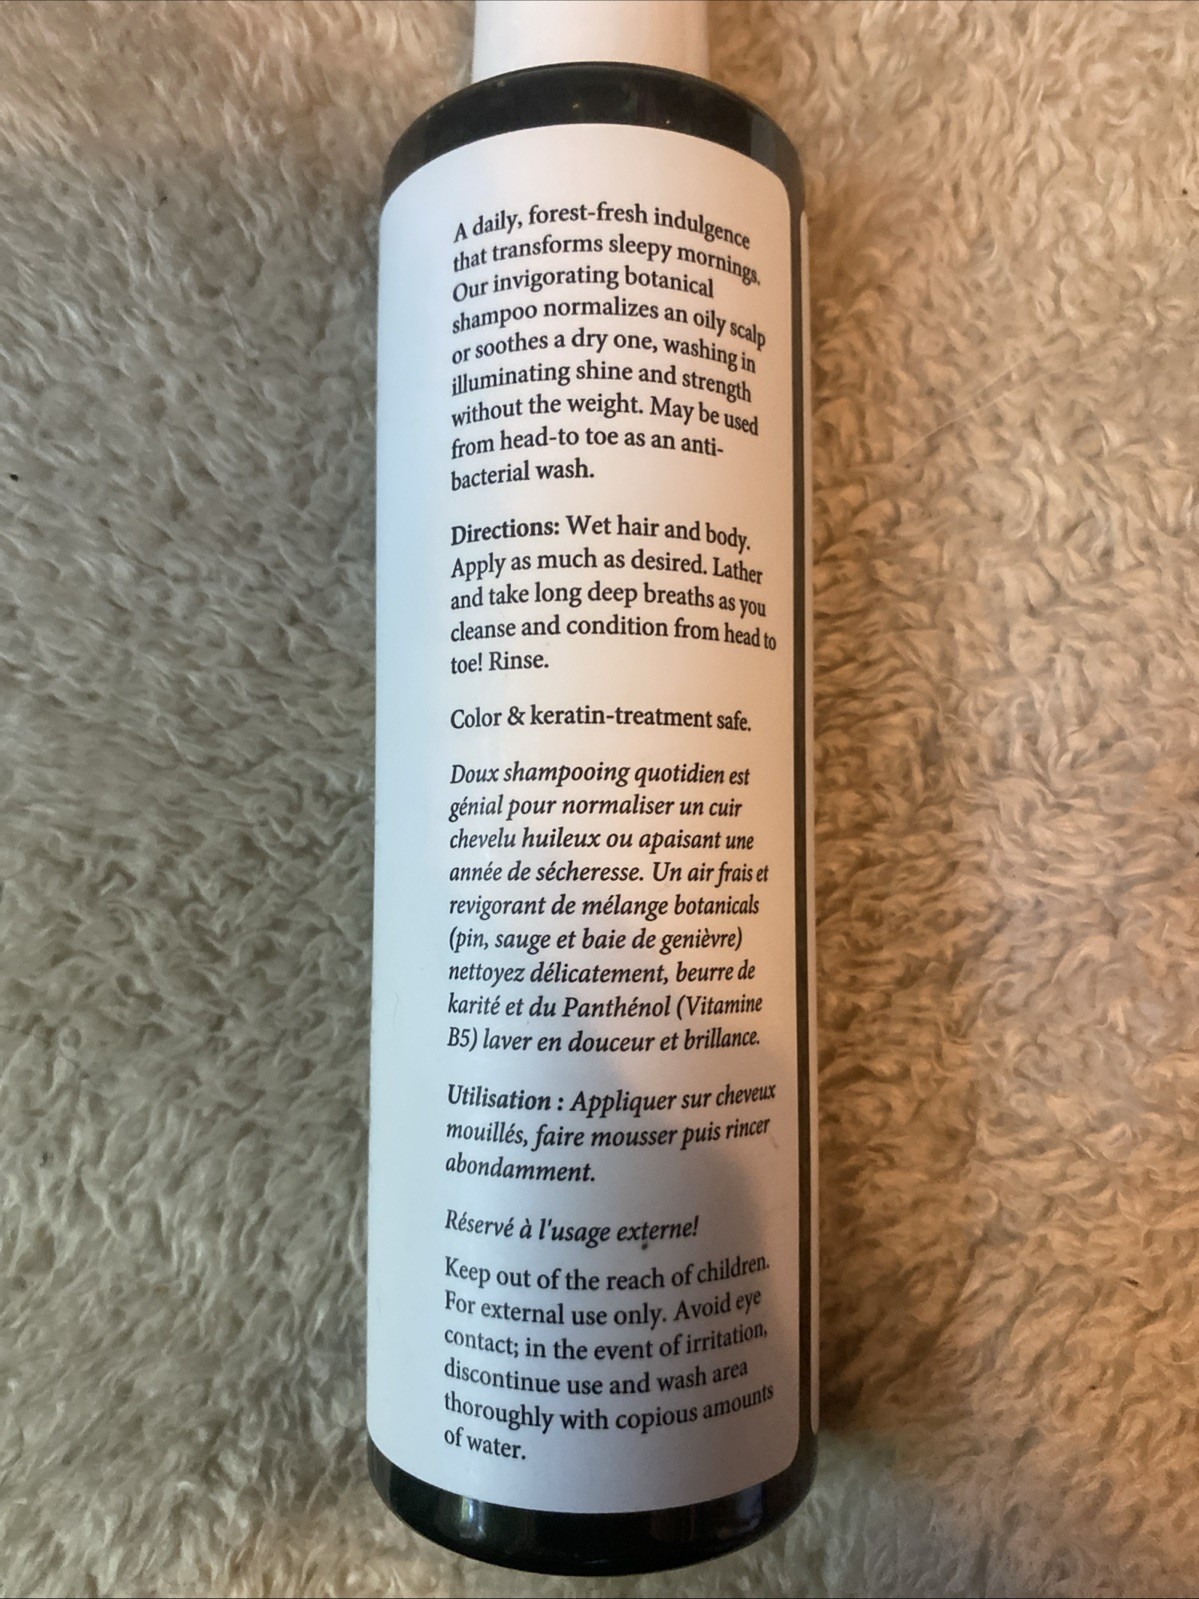 A daily, forest-fresh indulgence
that transforms sleepy mornings.
Our invigorating botanical
shampoo normalizes an oily scalp
or soothes a dry one, washing in
illuminating shine and strength
without the weight. May be used
from head-to toe as an anti-
bacterial wash.
Directions: Wet hair and body.
Apply as much as desired. Lather
and take long deep breaths as you
cleanse and condition from head to
toe! Rinse.
Color & keratin-treatment safe.
Doux shampooing quotidien est
génial pour normaliser un cuir
chevelu huileux ou apaisant une
année de sécheresse. Un air frais et
revigorant de mélange botanicals
(pin, sauge et baie de genièvre)
nettoyez délicatement, beurre de
karité et du Panthénol (Vitamine
B5) laver en douceur et brillance.
Utilisation : Appliquer sur cheveux
mouillés, faire mousser puis rincer
abondamment.
Réservé à l'usage externe!
Keep out of the reach of children.
For external use only. Avoid eye
contact; in the event of irritation,
discontinue use and wash area
thoroughly with copious amounts
of water.